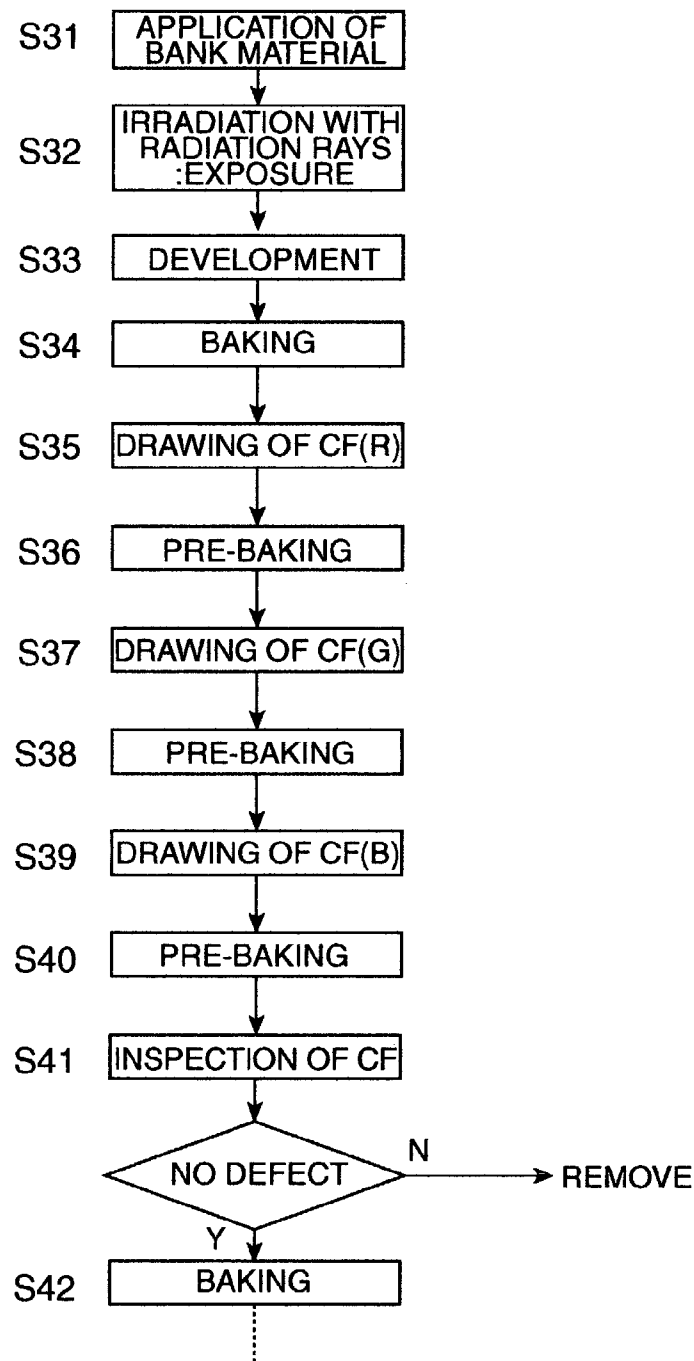 S31
APPLICATION OF
BANK MATERIAL
S32
IRRADIATION WITH
RADIATION RAYS
:EXPOSURE
S33
DEVELOPMENT
S34
BAKING
S35
DRAWING OF CF(R)
S36
PRE-BAKING
S37
DRAWING OF CF(G)
S38
PRE-BAKING
S39
DRAWING OF CF(B)
S40
PRE-BAKING
S41
INSPECTION OF CF
NO DEFECT
N
REMOVE
Y
S42
BAKING